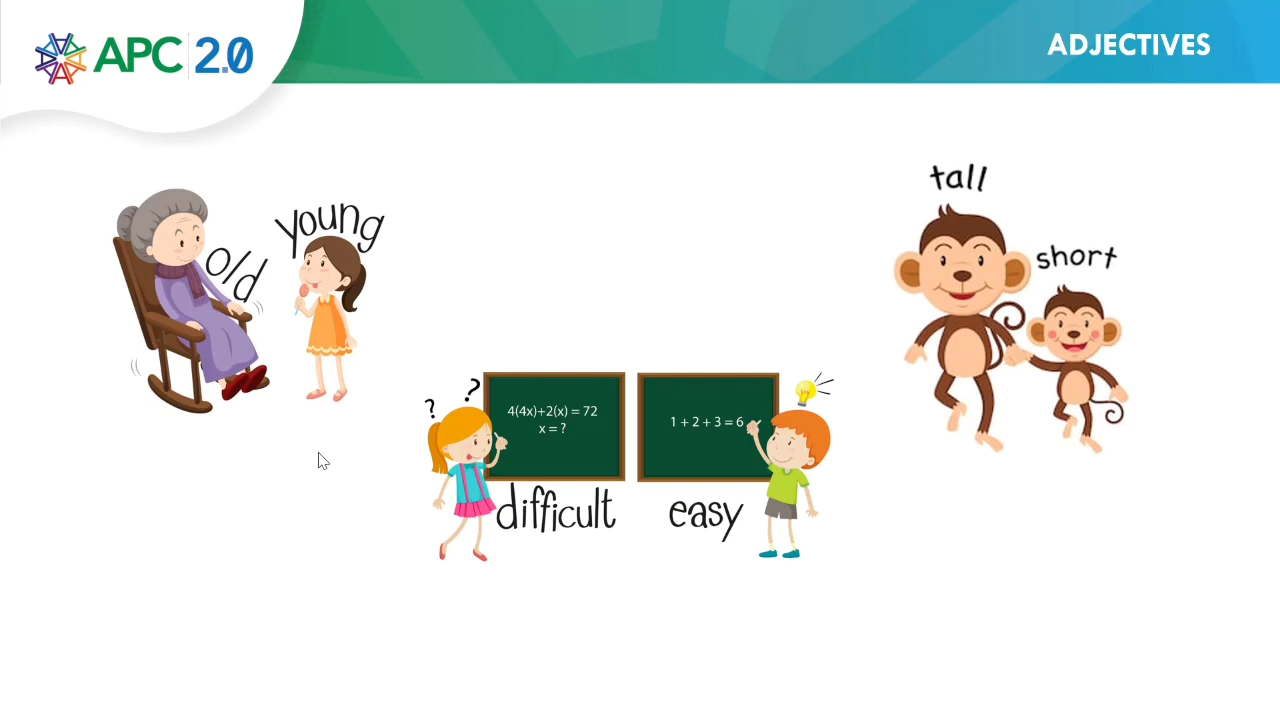 APC 2.0
ADJECTIVES
old
young
tall
short
?
?
4(4x)+2(x) = 72
x = ?
1 + 2 + 3 = 6
difficult
easy